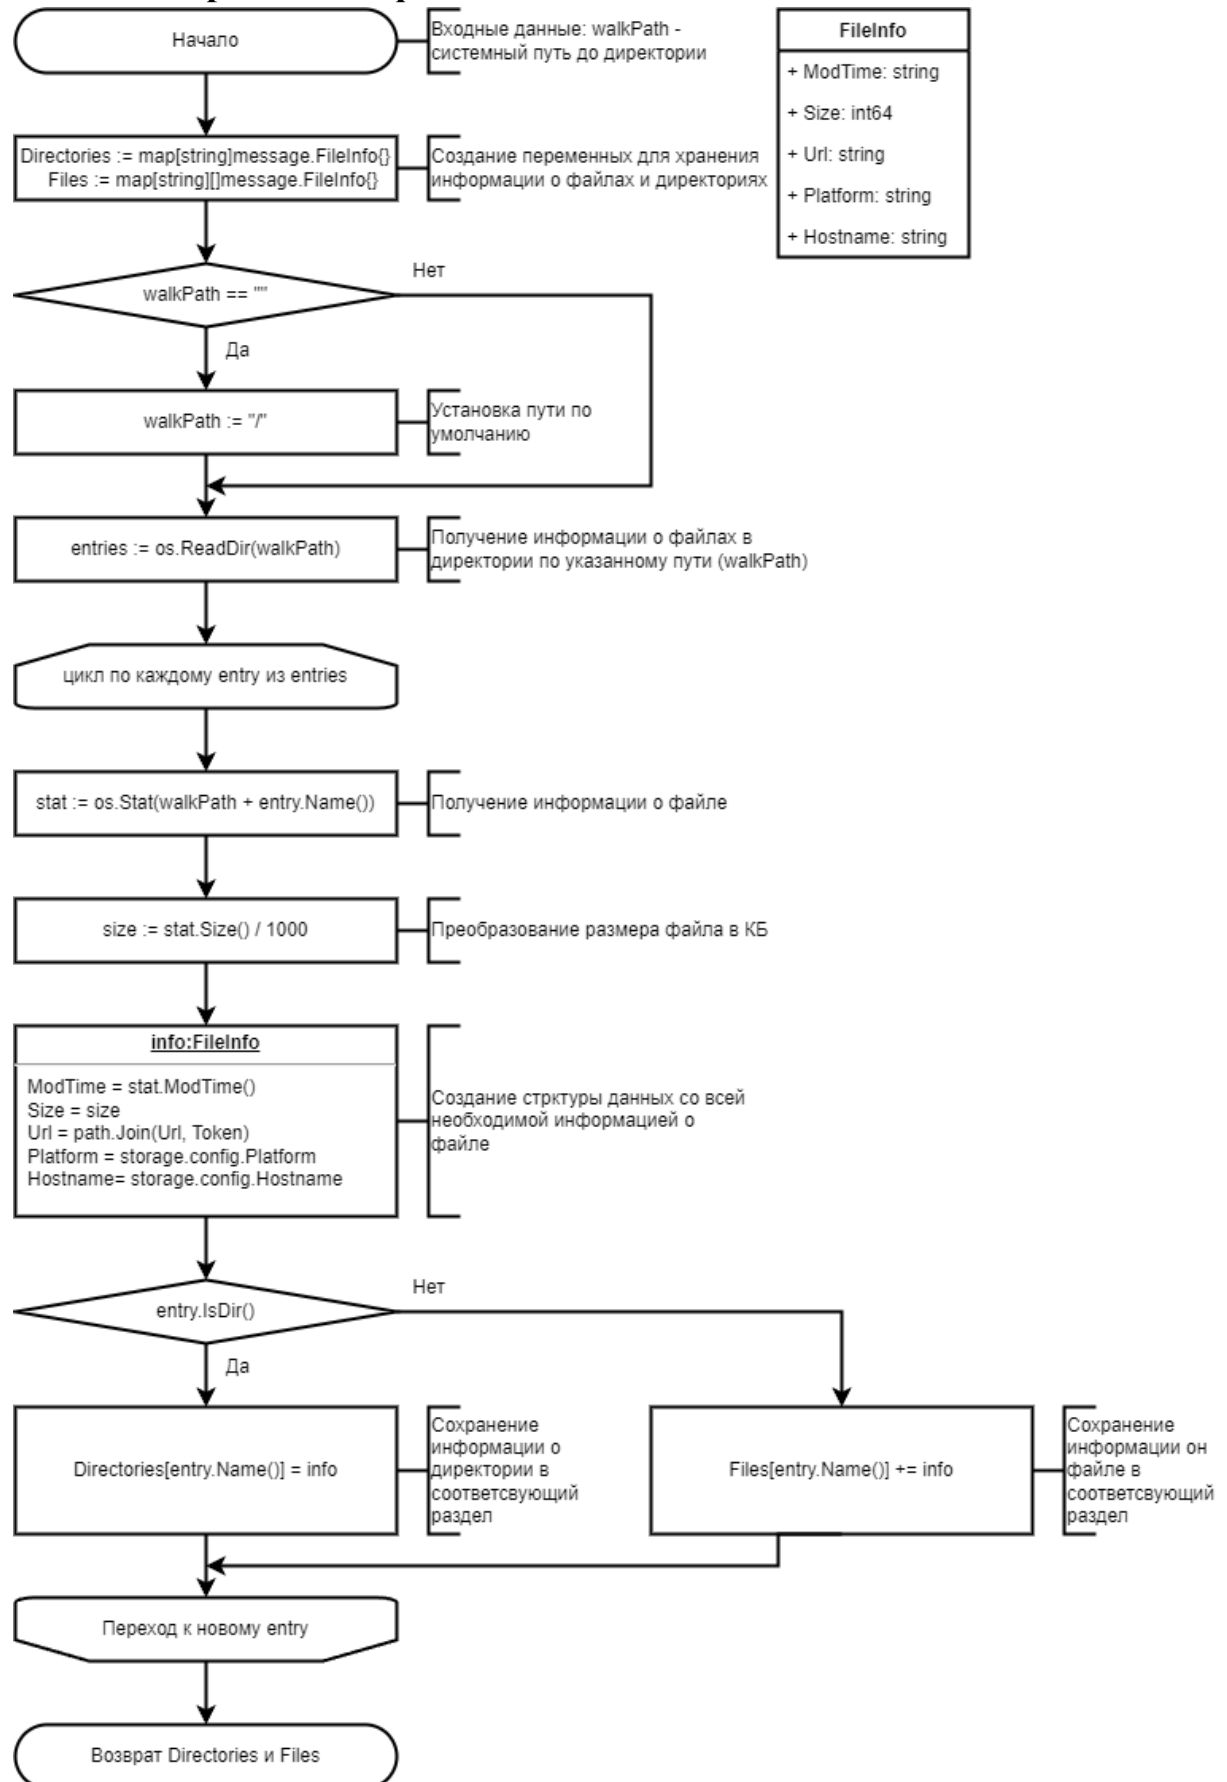 Начало
Входные данные: walkPath -
системный путь до директории
FileInfo
+ ModTime: string
+ Size: int64
+ Url: string
+ Platform: string
+ Hostname: string
Directories := map[string]message.FileInfo{}
Files := map[string][]message.FileInfo{}
Создание переменных для хранения
информации о файлах и директориях
walkPath == ""
Нет
Да
walkPath := "/"
Установка пути по
умолчанию
entries := os.ReadDir(walkPath)
Получение информации о файлах в
директории по указанному пути (walkPath)
цикл по каждому entry из entries
stat := os.Stat(walkPath + entry.Name())
Получение информации о файле
size := stat.Size() / 1000
Преобразование размера файла в КБ
info:FileInfo
ModTime = stat.ModTime()
Size = size
Url = path.Join(Url, Token)
Platform = storage.config.Platform
Hostname= storage.config.Hostname
Создание стрктуры данных со всей
необходимой информацией о
файле
entry.IsDir()
Нет
Да
Directories[entry.Name()] = info
Сохранение
информации о
директории в
соответсвующий
раздел
Files[entry.Name()] += info
Сохранение
информации он
файле в
соответсвующий
раздел
Переход к новому entry
Возврат Directories и Files